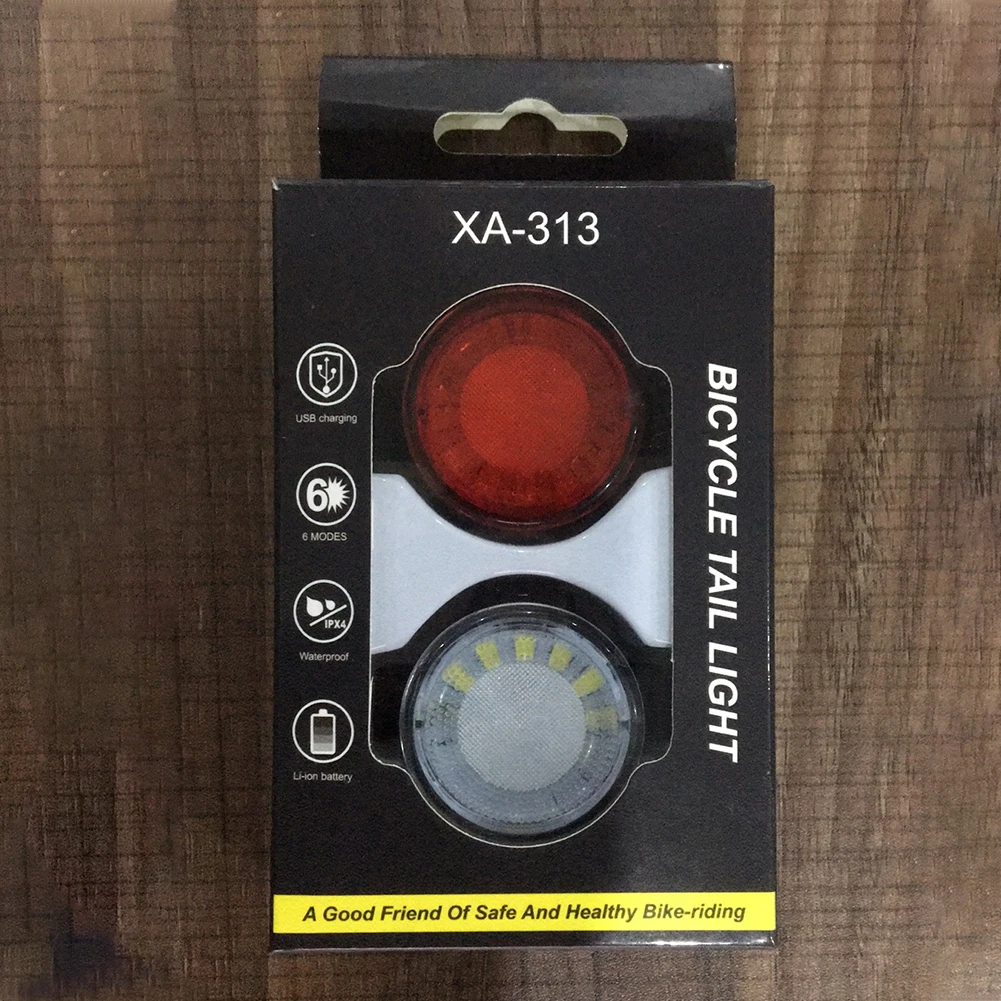 XA-313
USB charging
6
6 MODES
IPX4
Waterproof
Li-ion battery
BICYCLE TAIL LIGHT
A Good Friend Of Safe And Healthy Bike-riding